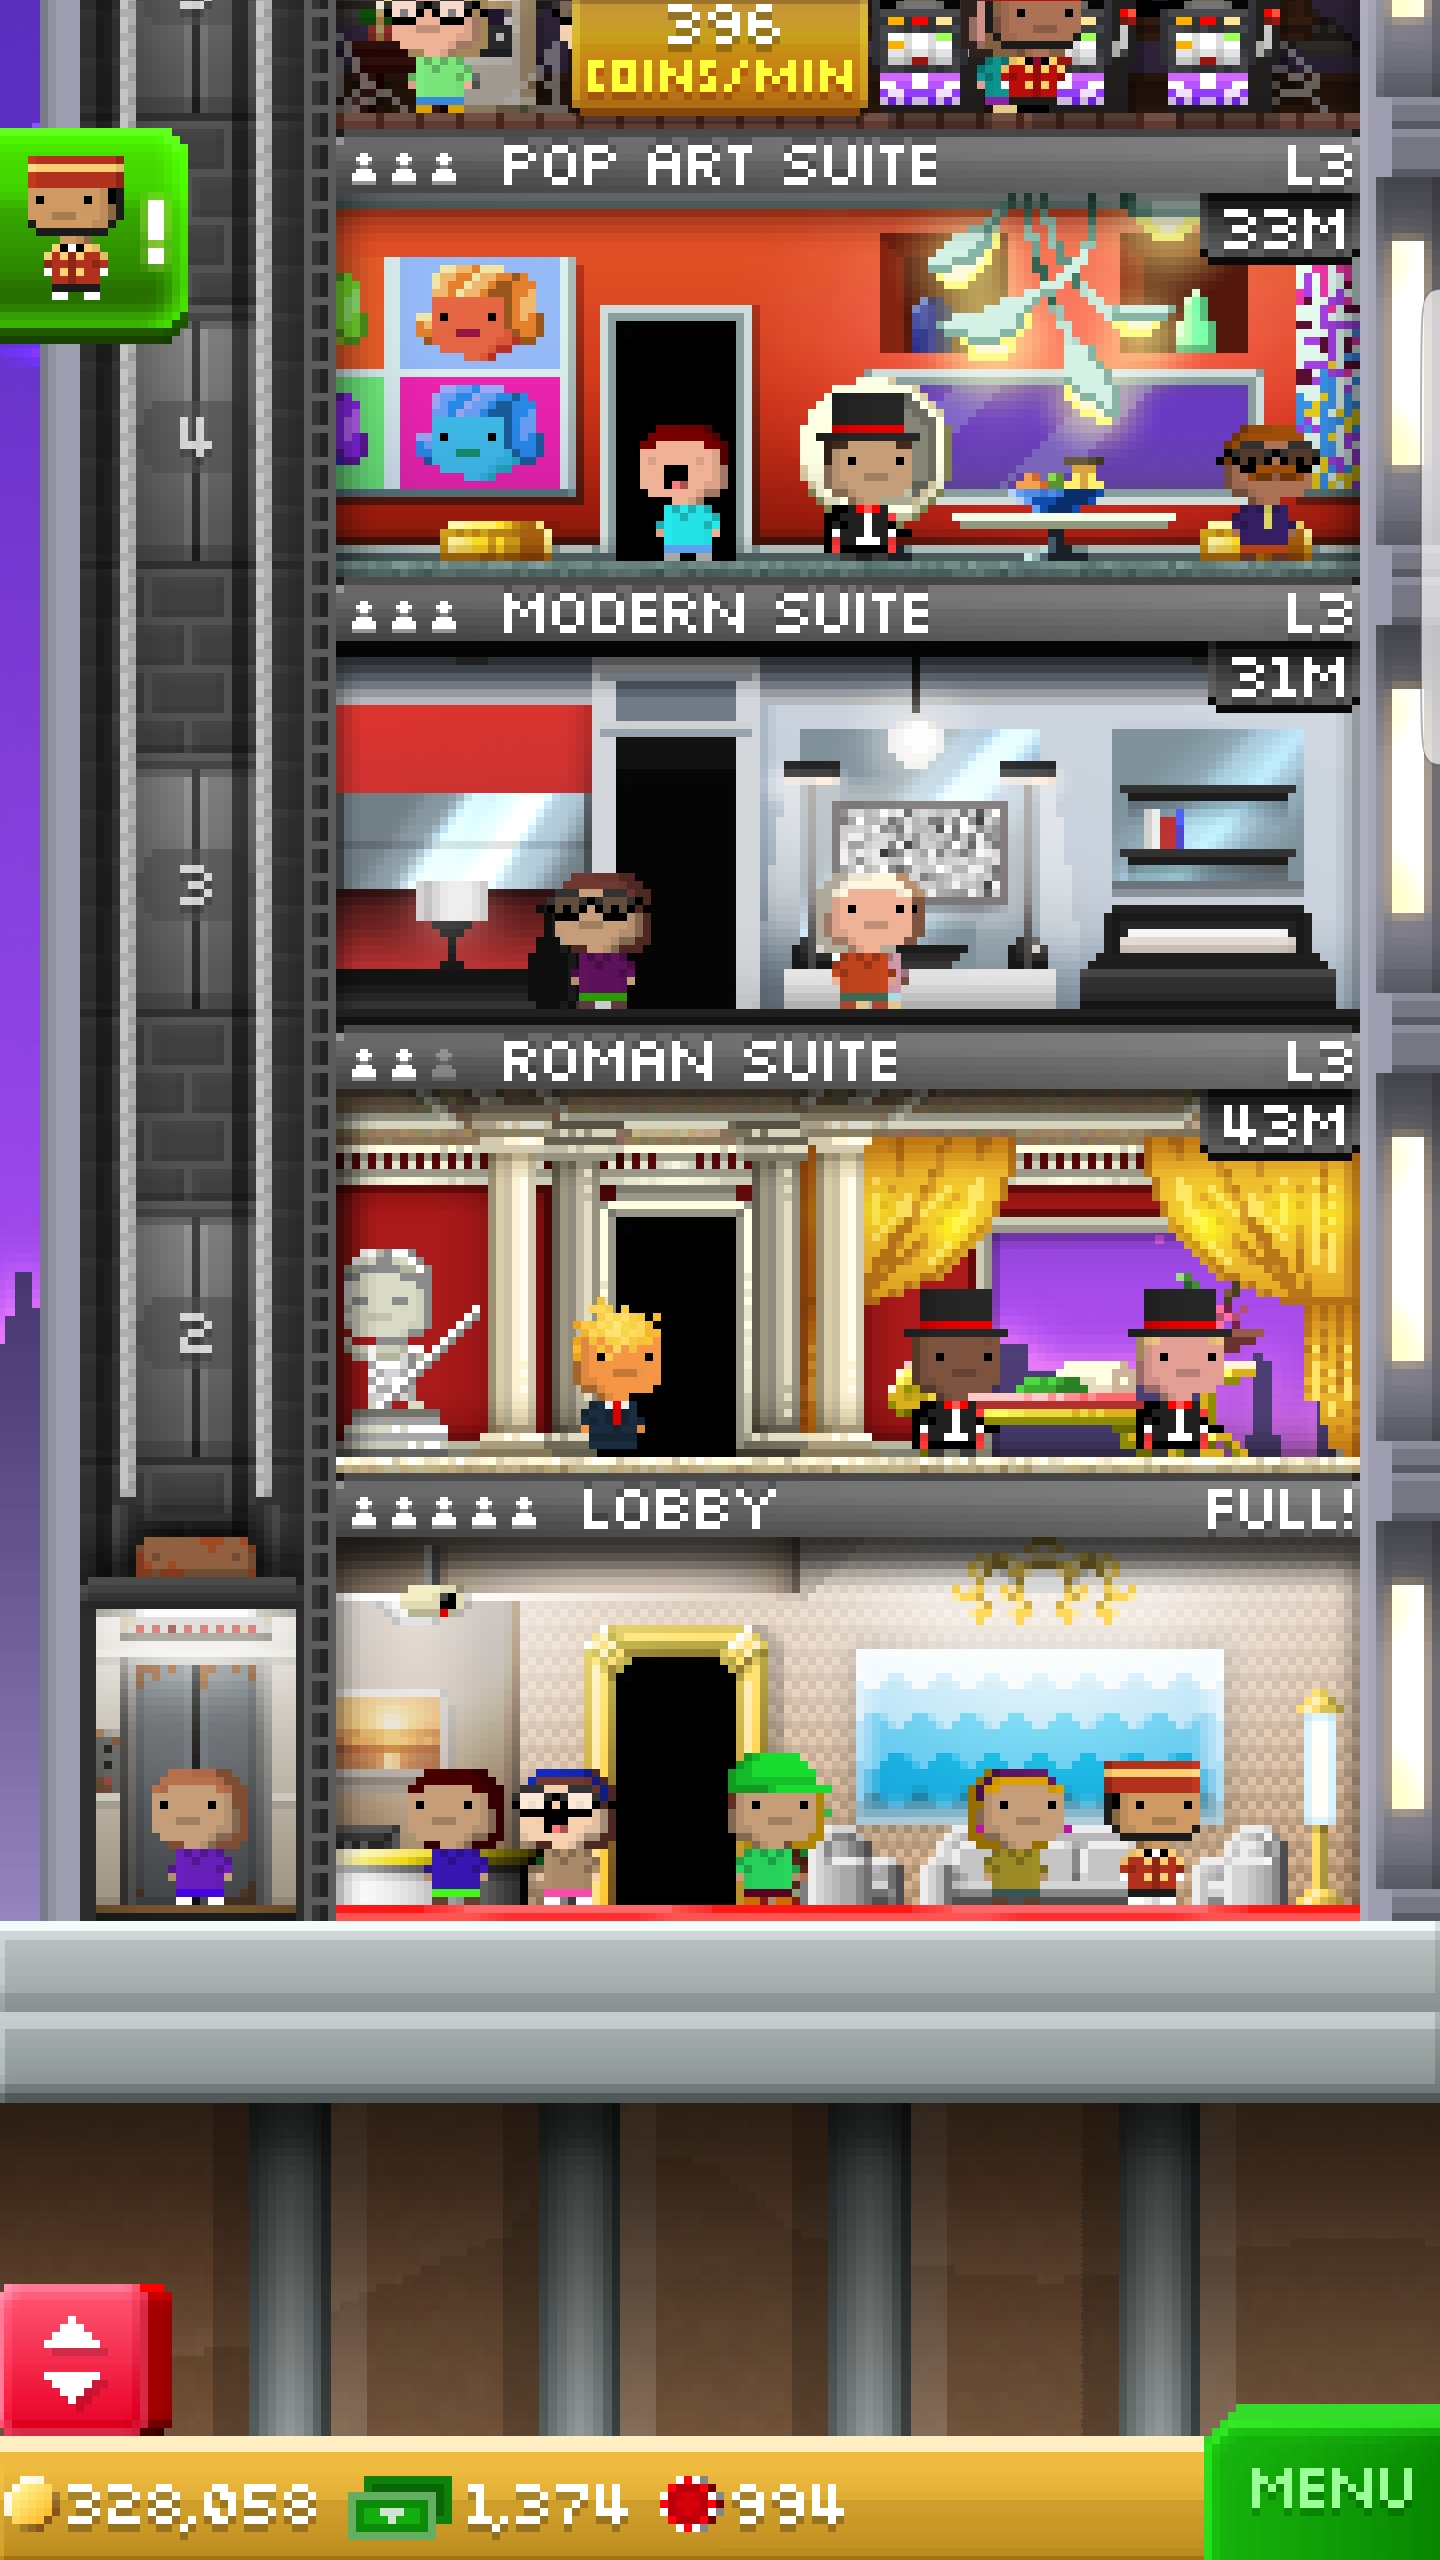 396
COINS/MIN
POP ART SUITE L3
33M
!
4
MODERN SUITE L3
31M
3
ROMAN SUITE L3
43M
2
LOBBY FULL!
328,058 1,374 994
MENU